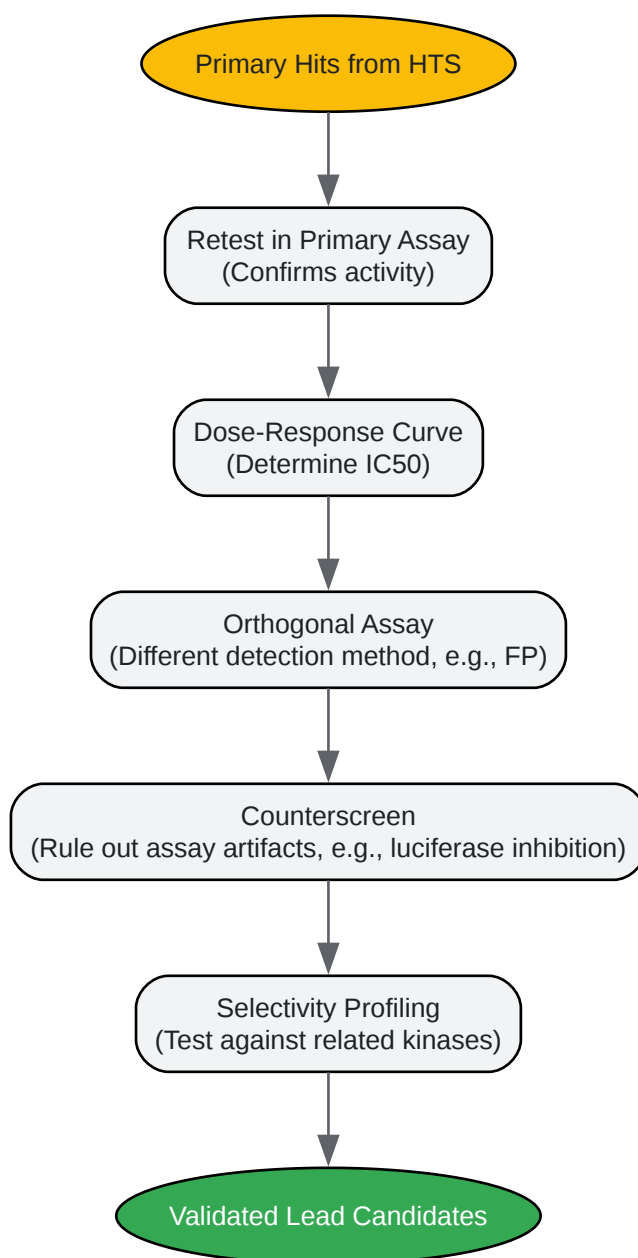 Primary Hits from HTS
Retest in Primary Assay
(Confirms activity)
Dose-Response Curve
(Determine IC50)
Orthogonal Assay
(Different detection method, e.g., FP)
Counterscreen
(Rule out assay artifacts, e.g., luciferase inhibition)
Selectivity Profiling
(Test against related kinases)
Validated Lead Candidates